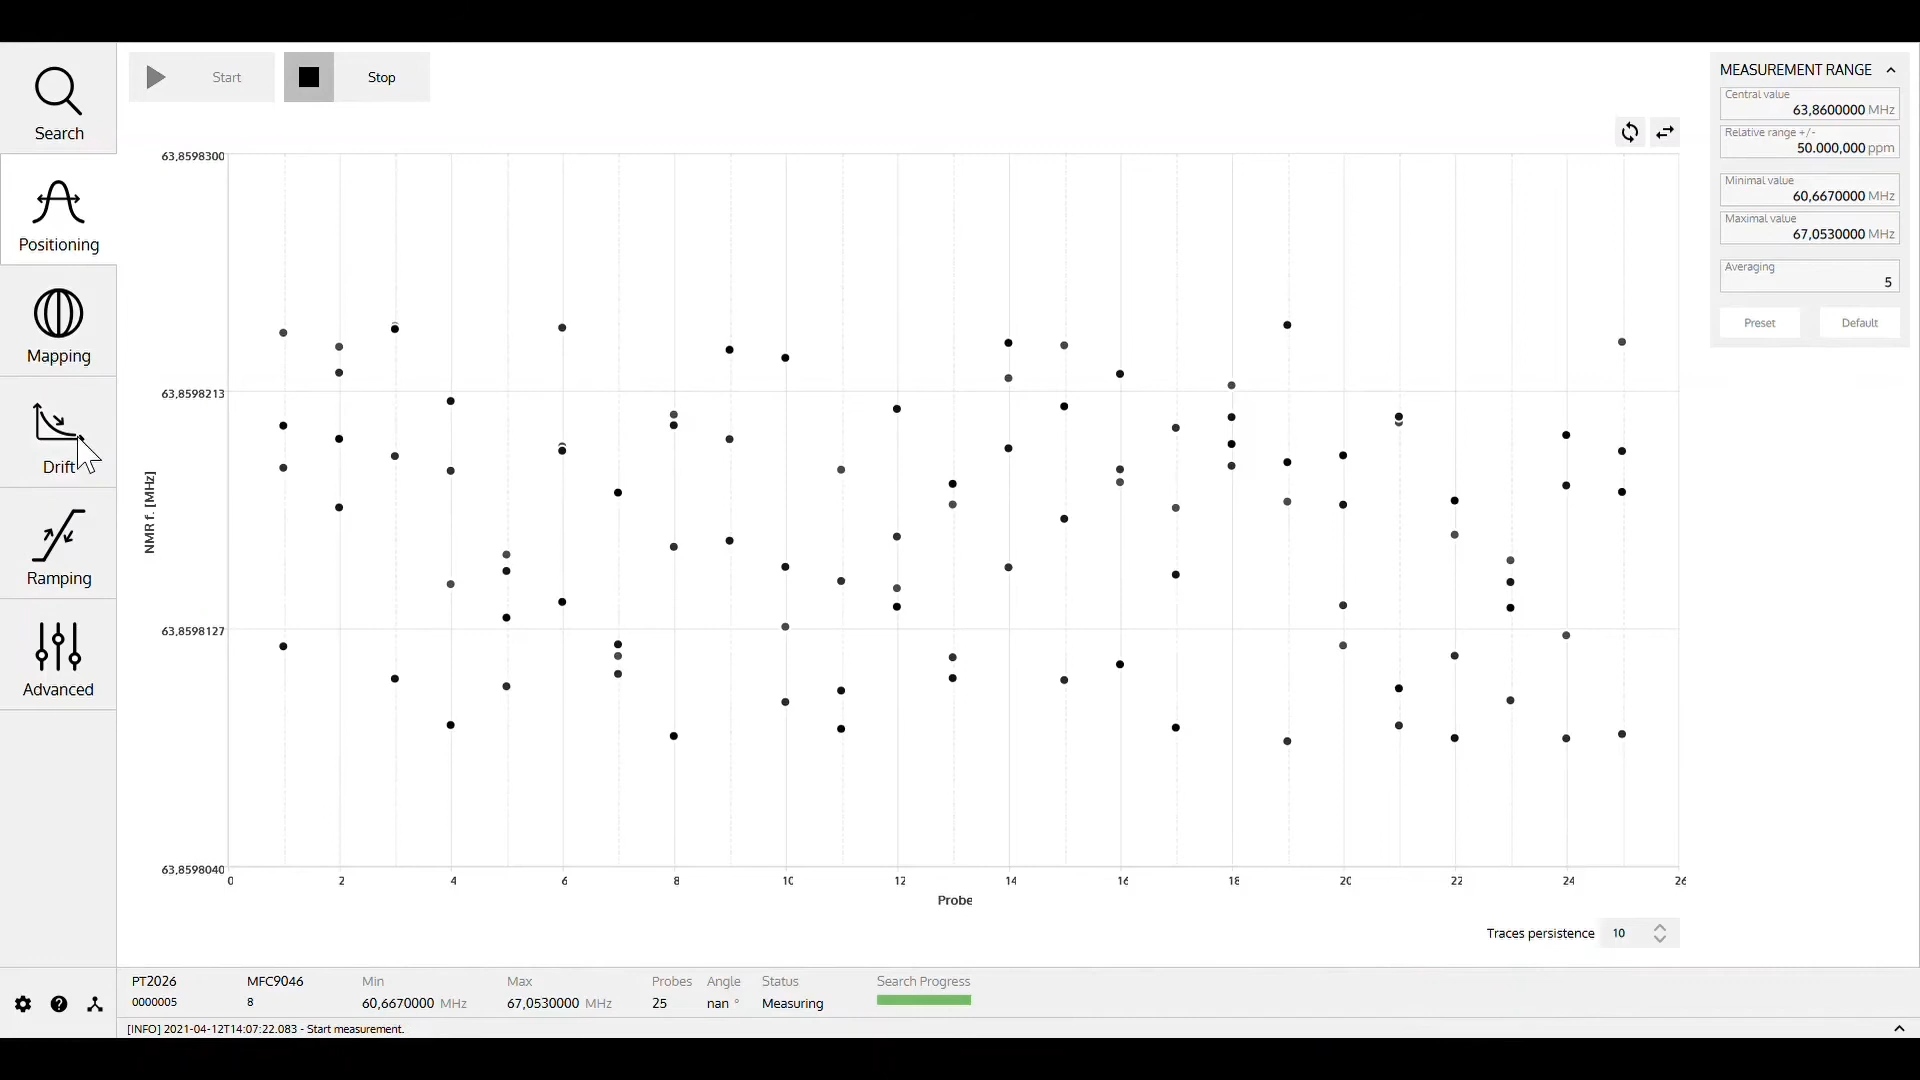 Search
Positioning
Mapping
Drift
Ramping
Advanced
Start
Stop
MEASUREMENT RANGE
Central value
63,8600000 MHz
Relative range +/-
50.000,000 ppm
Minimal value
60,6670000 MHz
Maximal value
67,0530000 MHz
Averaging
5
Preset Default
63,8598300
63,8598213
63,8598127
63,8598040
NMR f. [MHz]
0 2 4 6 8 10 12 14 16 18 20 22 24 26
Probe
Traces persistence 10
PT2026 MFC9046 Min Max Probes Angle Status Search Progress
0000005 8 60,6670000 MHz 67,0530000 MHz 25 nan ° Measuring
[INFO] 2021-04-12T14:07:22.083 - Start measurement.